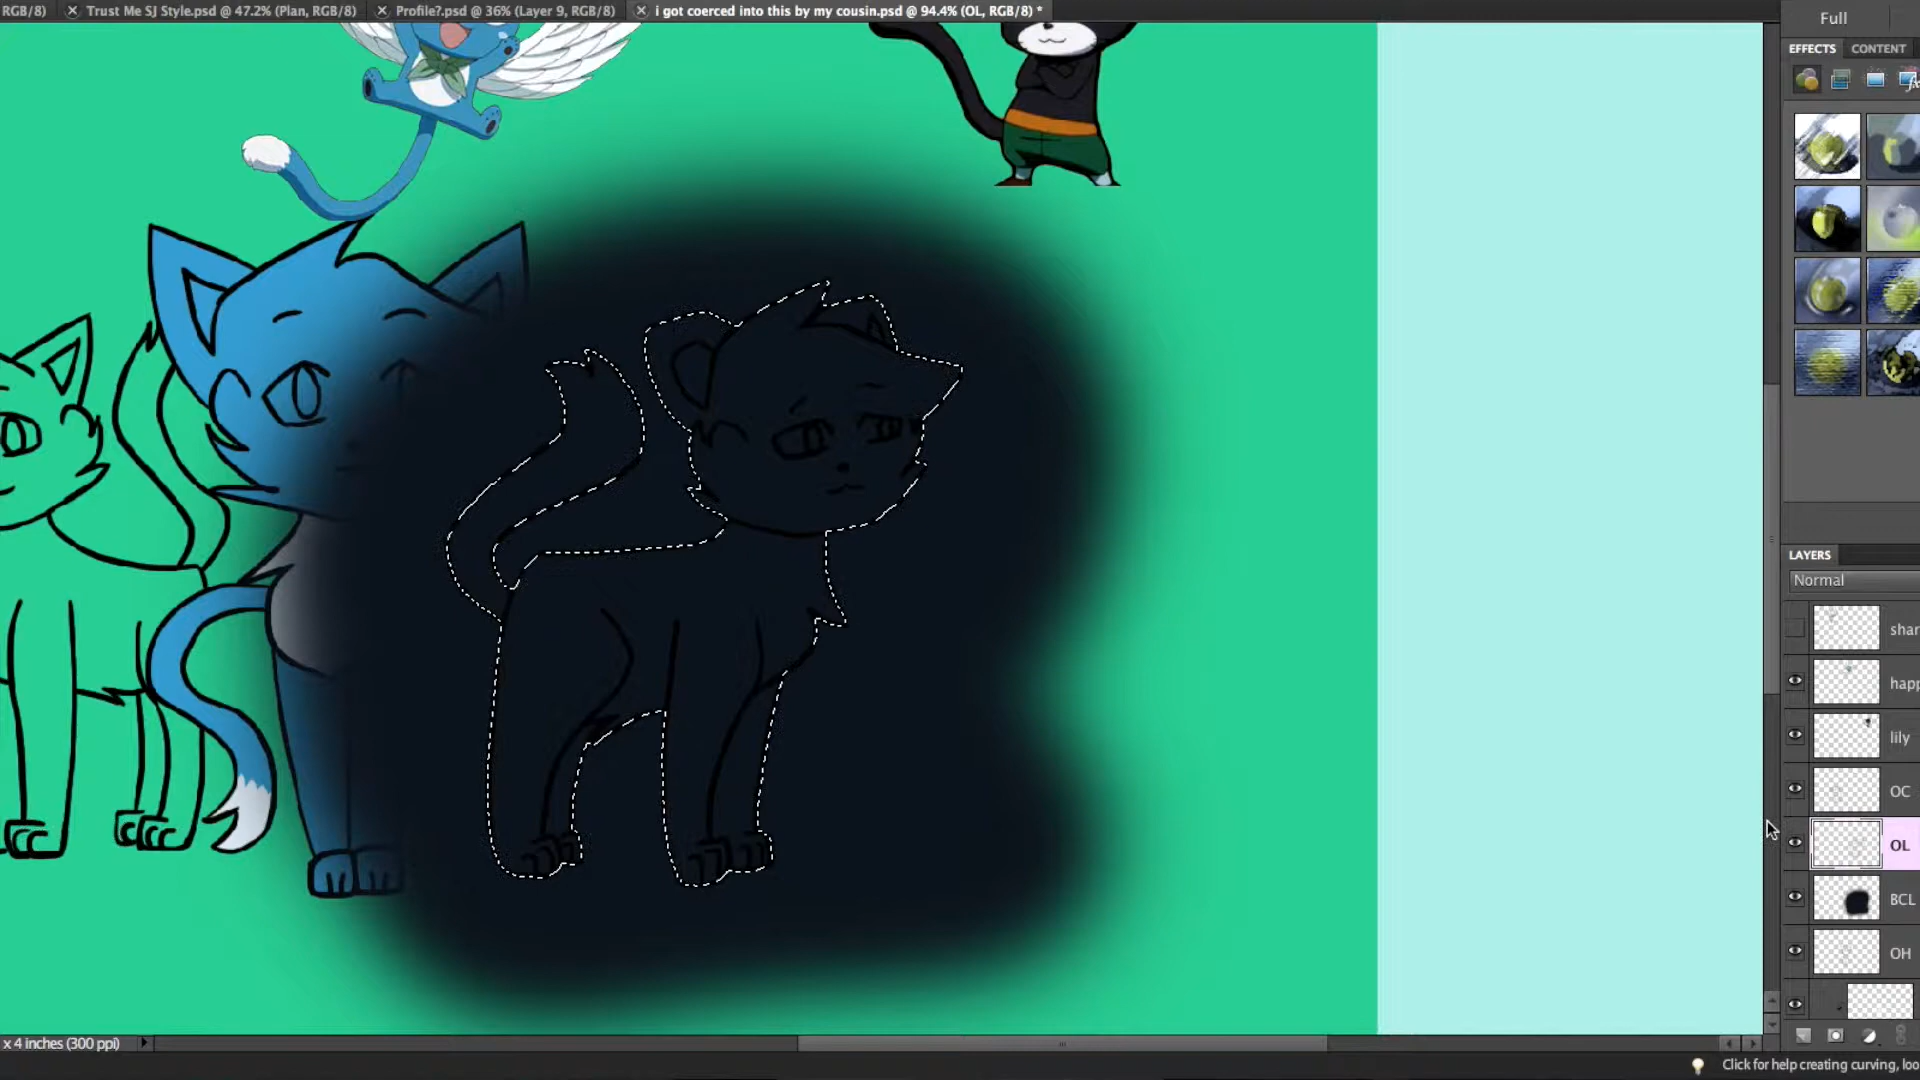 RGB/8)
Trust Me SJ Style.psd @ 47.2% (Plan, RGB/8)
Profile?.psd @ 36% (Layer 9, RGB/8)
i got coerced into this by my cousin.psd @ 94.4% (OL, RGB/8) *
Full
EFFECTS
CONTENT
LAYERS
Normal
shar
happ
lily
OC
OL
BCL
OH
x 4 inches (300 ppi)
Click for help creating curving, loo